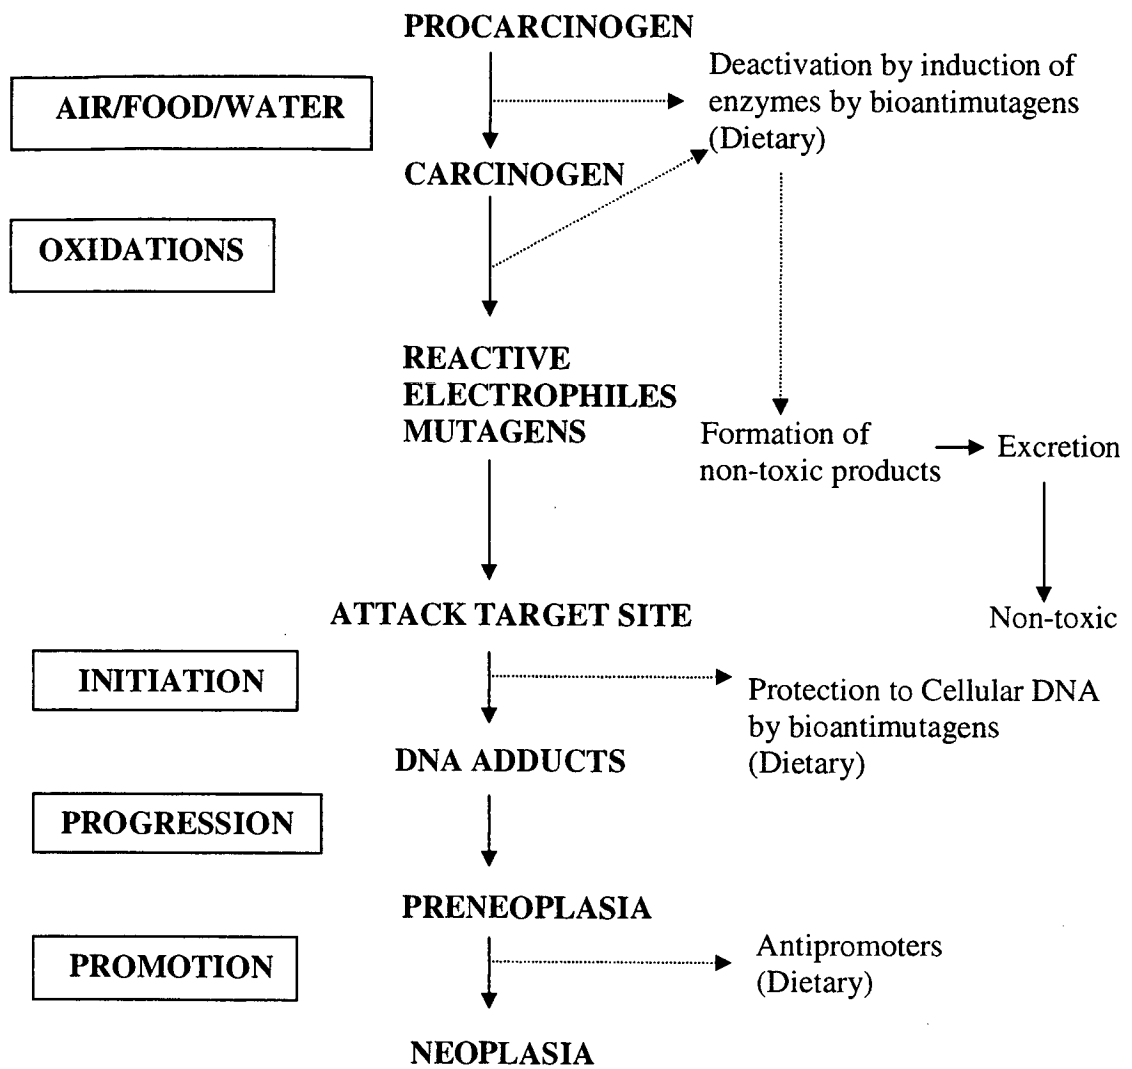 PROCARCINOGEN
Deactivation by induction of
enzymes by bioantimutagens
(Dietary)
AIR/FOOD/WATER
CARCINOGEN
OXIDATIONS
REACTIVE
ELECTROPHILES
MUTAGENS
Formation of
non-toxic products
Excretion
ATTACK TARGET SITE
Non-toxic
INITIATION
Protection to Cellular DNA
by bioantimutagens
(Dietary)
DNA ADDUCTS
PROGRESSION
PRENEOPLASIA
PROMOTION
Antipromoters
(Dietary)
NEOPLASIA